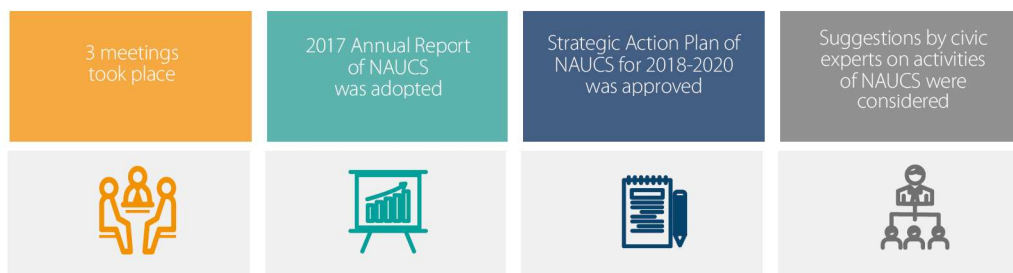 3 meetings
took place
2017 Annual Report
of NAUCS
was adopted
Strategic Action Plan of
NAUCS for 2018-2020
was approved
Suggestions by civic
experts on activities
of NAUCS were
considered